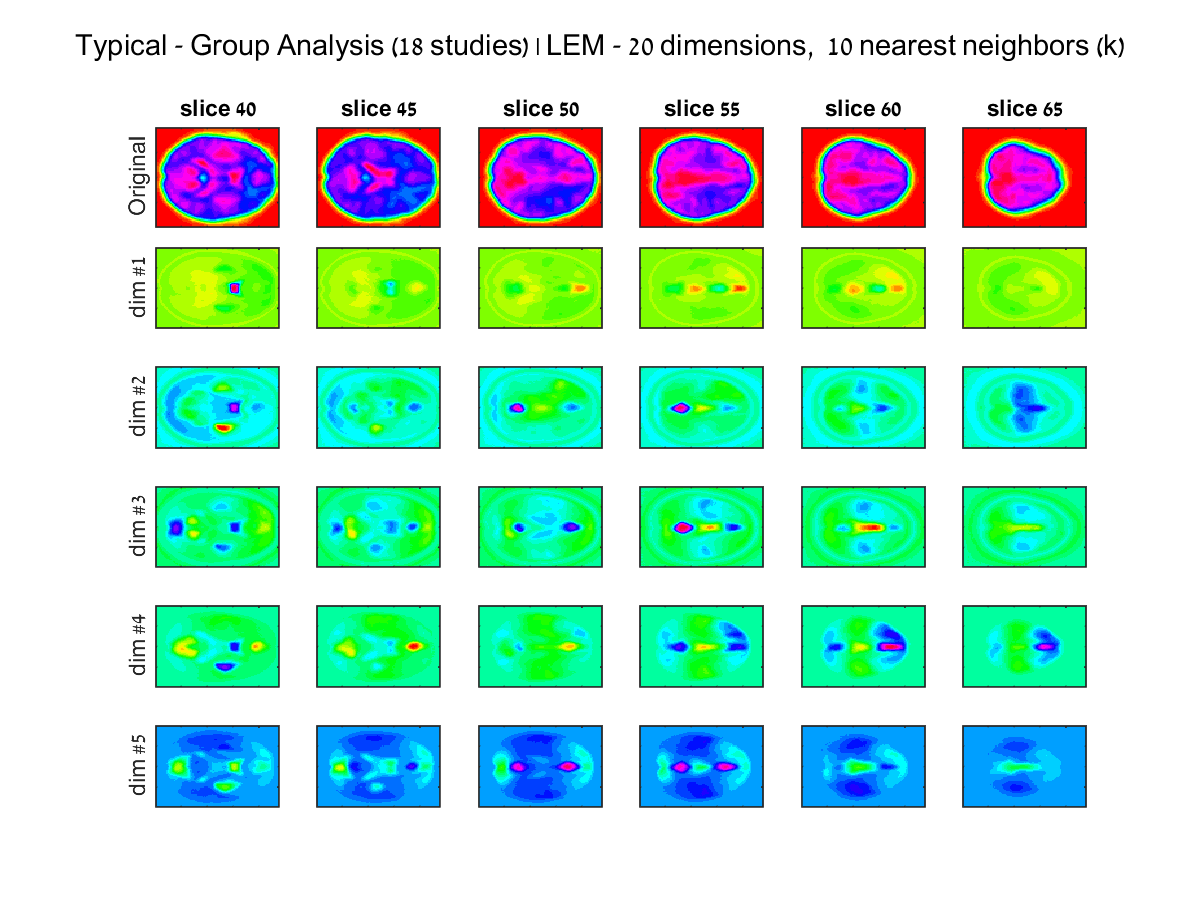 Typical - Group Analysis (18 studies) | LEM - 20 dimensions, 10 nearest neighbors (k)
slice 40 slice 45 slice 50 slice 55 slice 60 slice 65
Original
dim #1
dim #2
dim #3
dim #4
dim #5